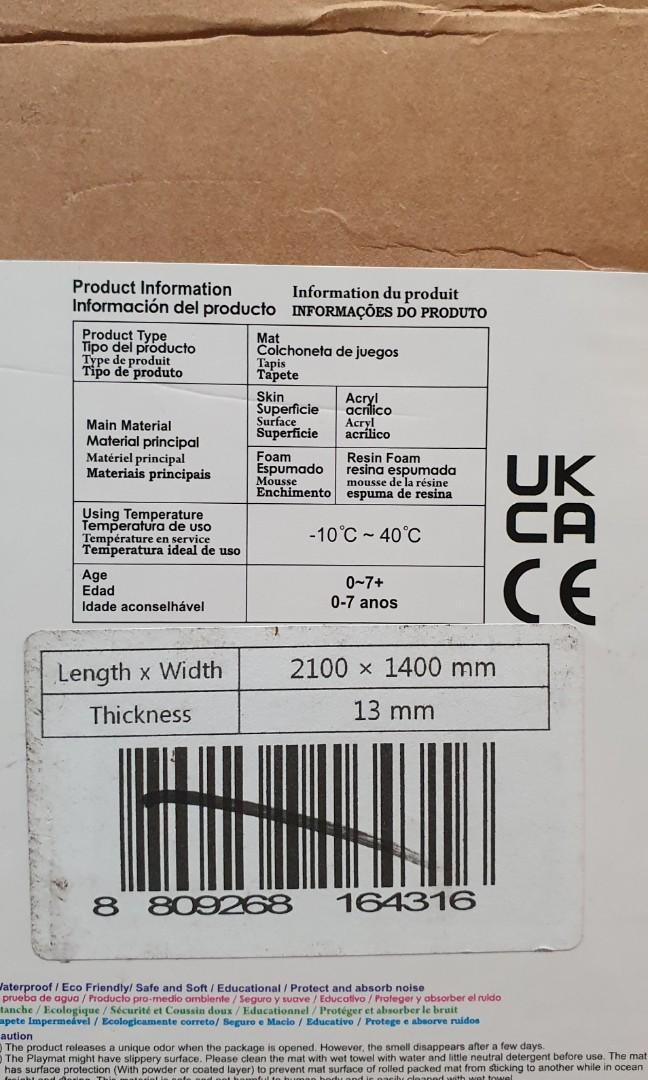 Product Information
Información del producto
Information du produit
INFORMAÇÕES DO PRODUTO
Product Type
Tipo del producto
Type de produit
Tipo de produto
Mat
Colchoneta de juegos
Tapis
Tapete
Main Material
Material principal
Matériel principal
Materiais principais
Skin
Superficie
Surface
Superfície
Acryl
acrílico
Acryl
acrílico
Foam
Espumado
Mousse
Enchimento
Resin Foam
resina espumada
mousse de la résine
espuma de resina
Using Temperature
Temperatura de uso
Température en service
Temperatura ideal de uso
-10℃ ~ 40℃
Age
Edad
Idade aconselhável
0~7+
0-7 anos
UK
CA
CE
Length x Width
2100 × 1400 mm
Thickness
13 mm
8 809268 164316
Waterproof / Eco Friendly/ Safe and Soft / Educational / Protect and absorb noise
prueba de agua / Producto pro-medio ambiente / Seguro y suave / Educativo / Proteger y absorber el ruido
tanche / Ecologique / Sécurité et Coussin doux / Educationnel / Protéger et absorber le bruit
apete Impermeável / Ecologicamente correto/ Seguro e Macio / Educativo / Protege e absorve ruídos
aution
) The product releases a unique odor when the package is opened. However, the smell disappears after a few days.
) The Playmat might have slippery surface. Please clean the mat with wet towel with water and little neutral detergent before use. The mat
has surface protection (With powder or coated layer) to prevent mat surface of rolled packed mat from sticking to another while in ocean